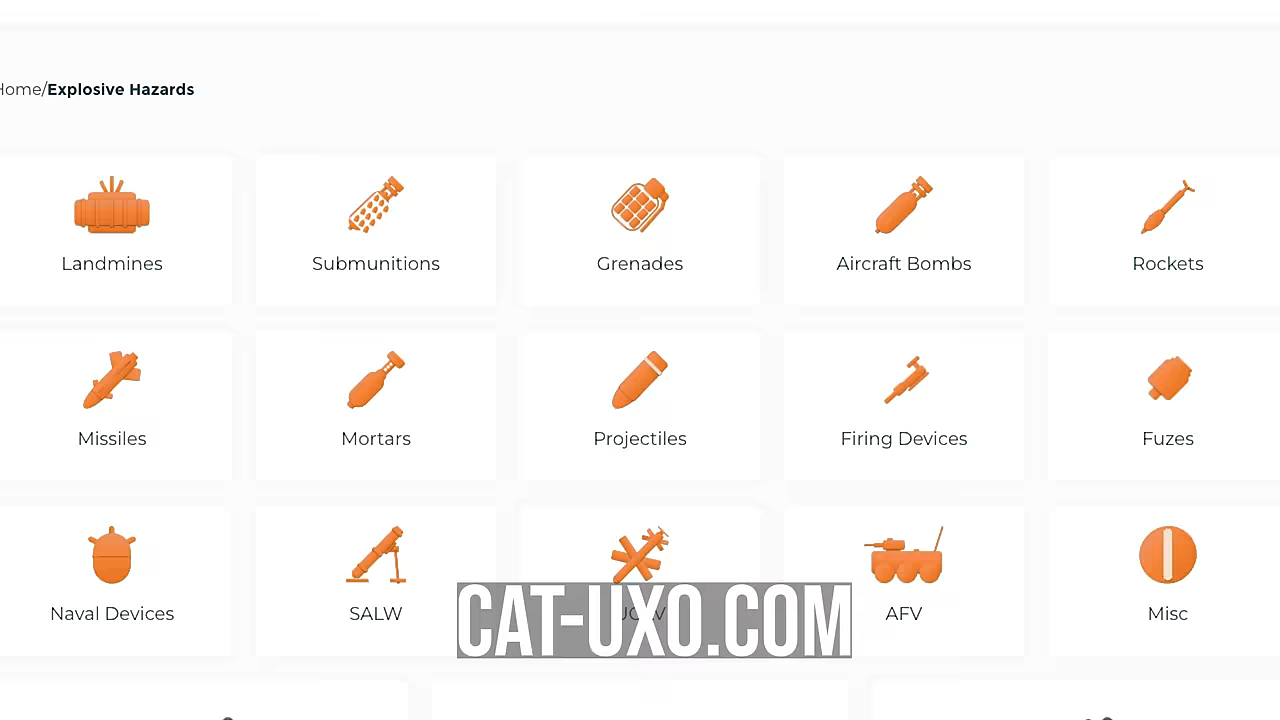 Home/Explosive Hazards
Landmines
Submunitions
Grenades
Aircraft Bombs
Rockets
Missiles
Mortars
Projectiles
Firing Devices
Fuzes
Naval Devices
SALW
AFV
Misc
CAT-UXO.COM